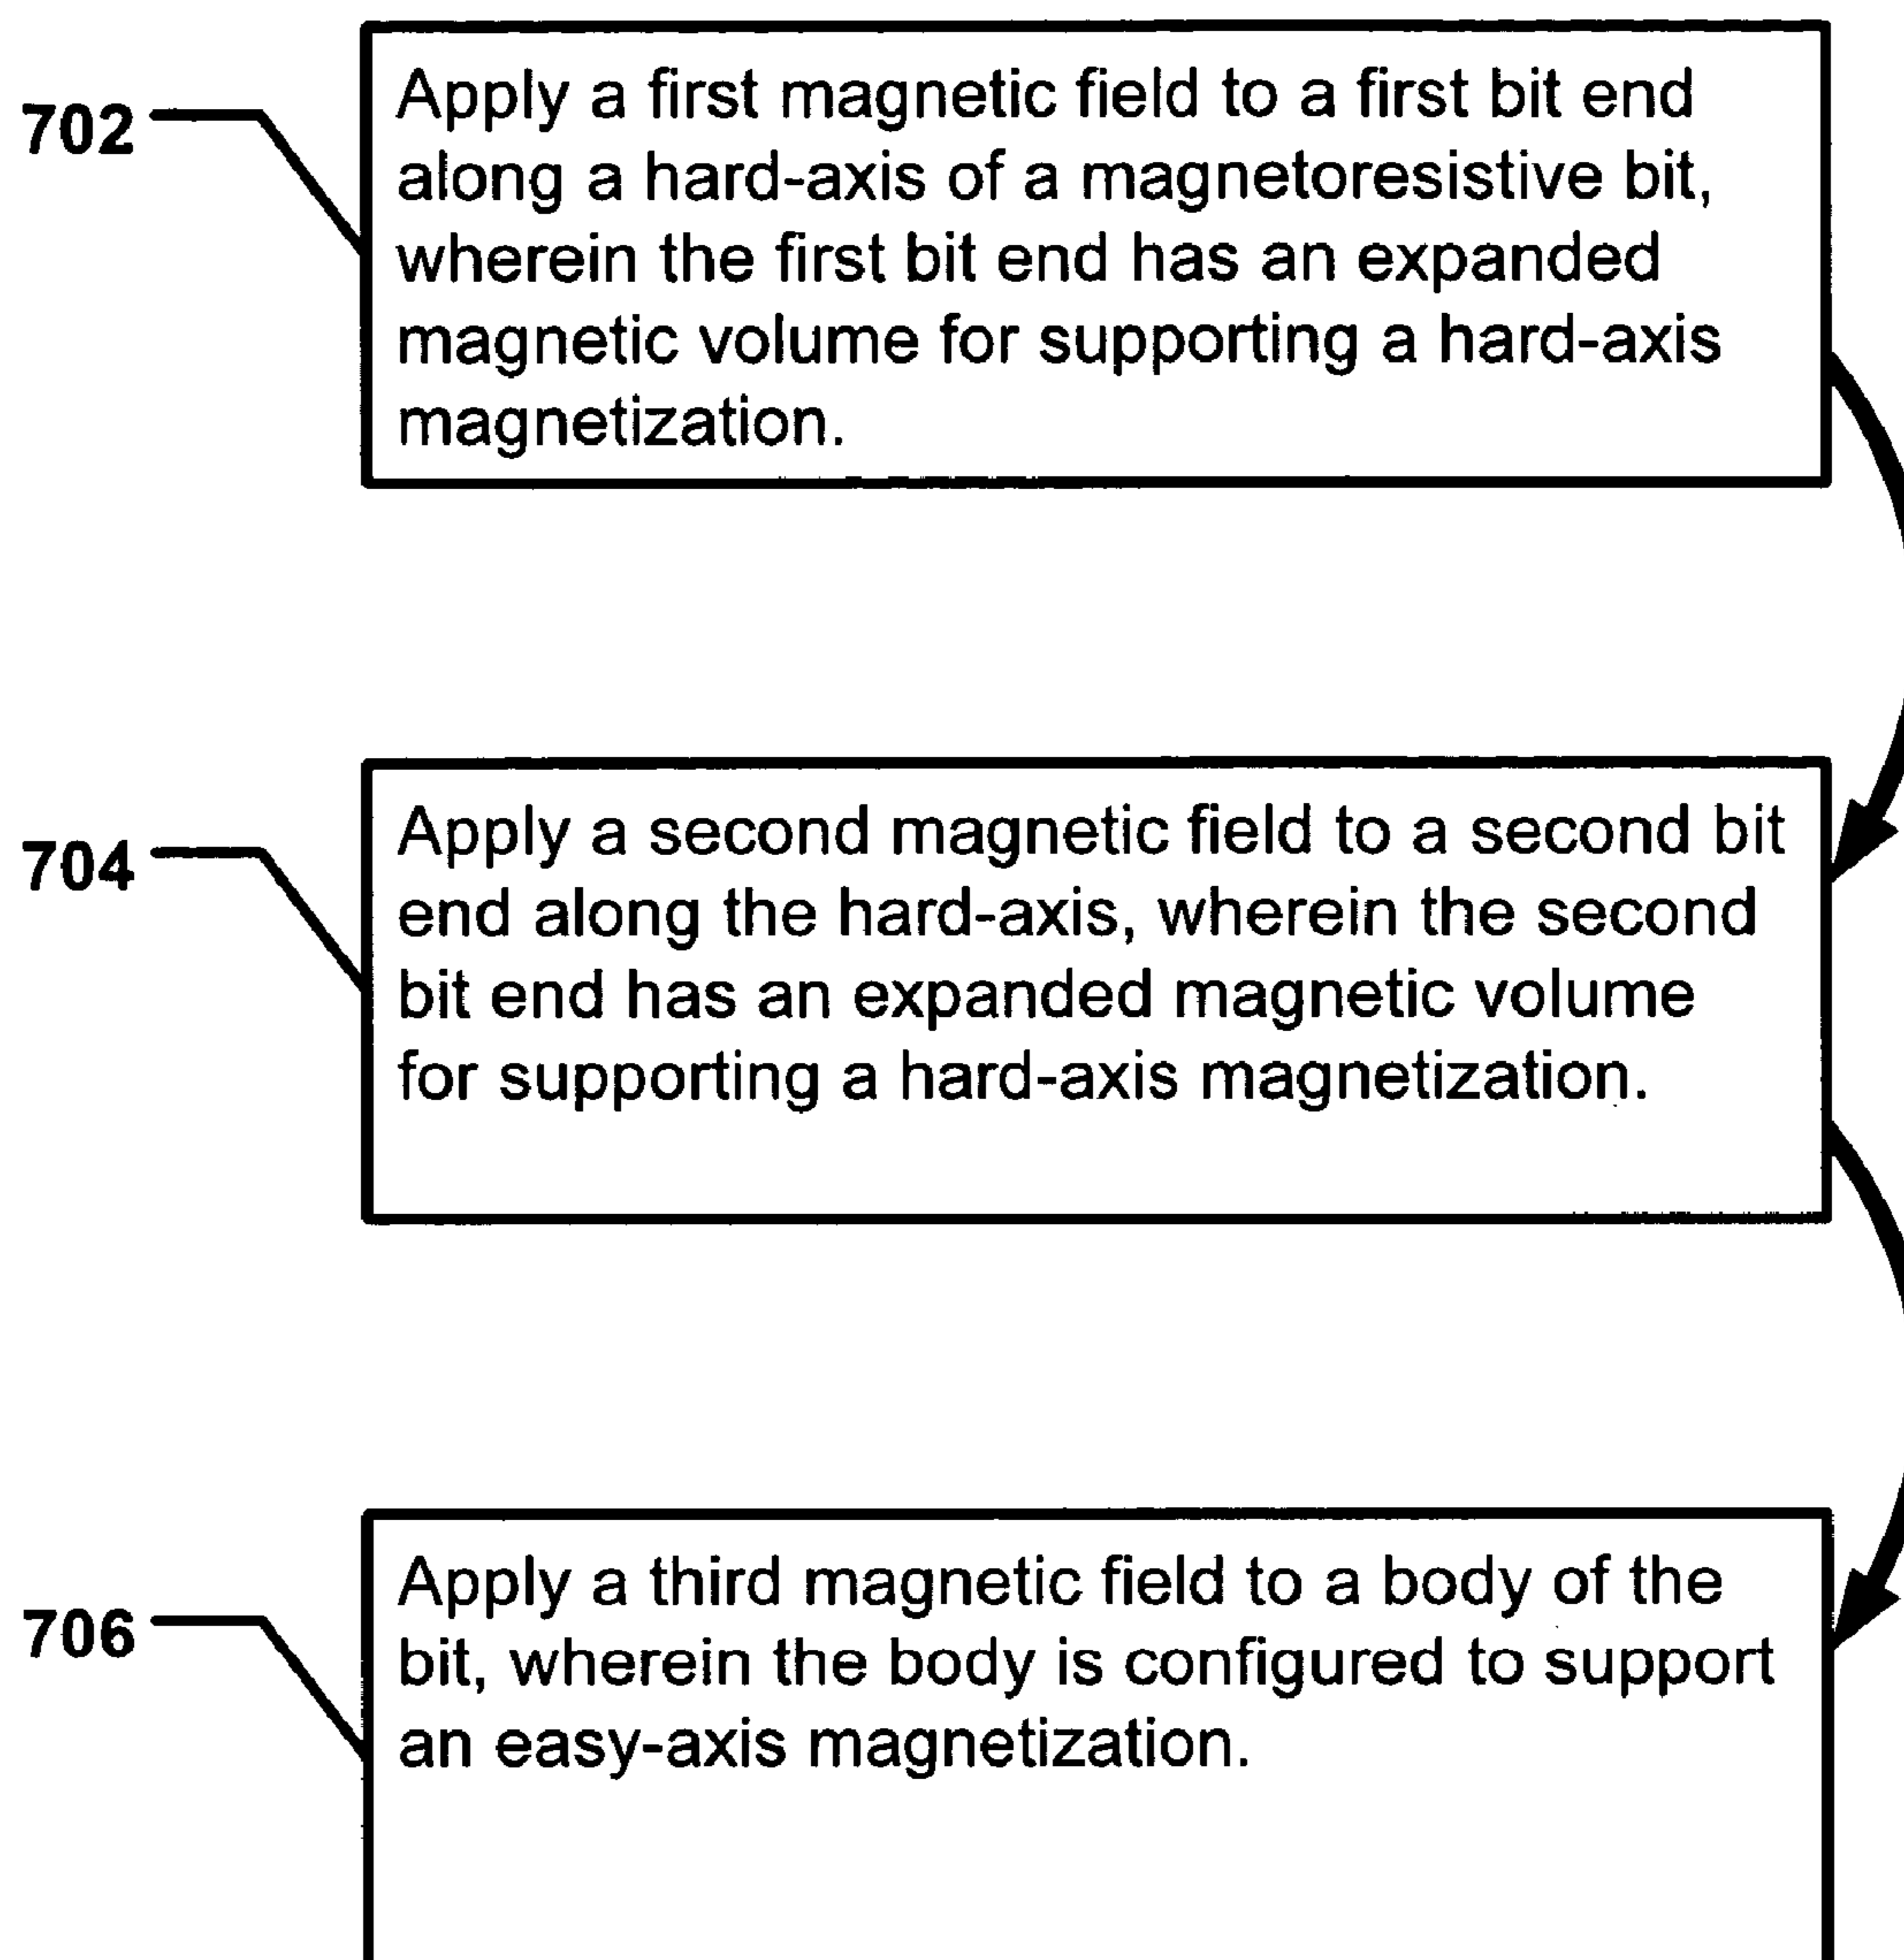 702
Apply a first magnetic field to a first bit end
along a hard-axis of a magnetoresistive bit,
wherein the first bit end has an expanded
magnetic volume for supporting a hard-axis
magnetization.
704
Apply a second magnetic field to a second bit
end along the hard-axis, wherein the second
bit end has an expanded magnetic volume
for supporting a hard-axis magnetization.
706
Apply a third magnetic field to a body of the
bit, wherein the body is configured to support
an easy-axis magnetization.